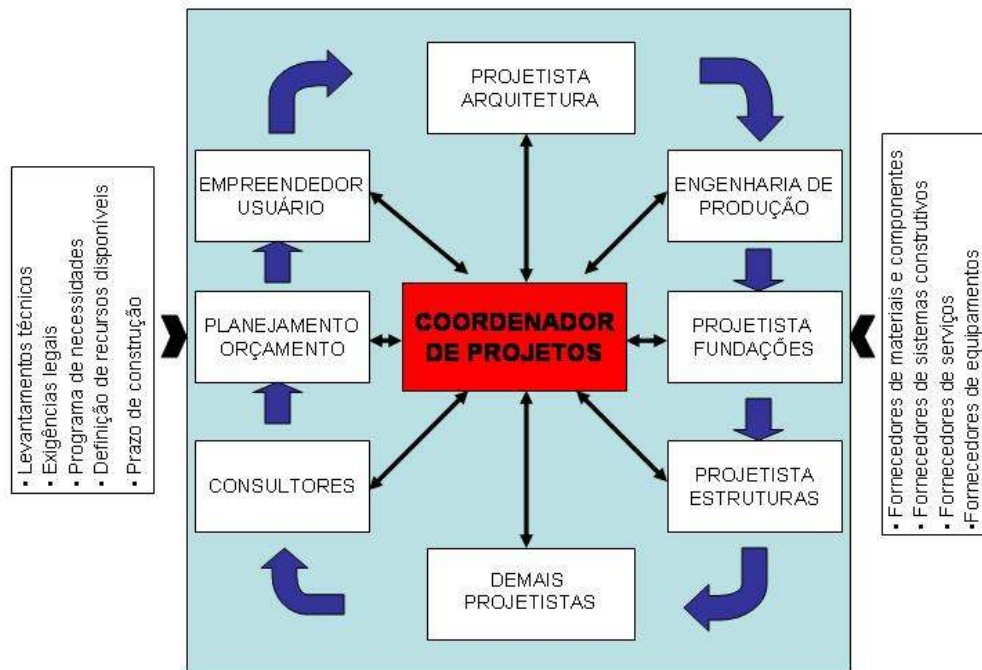 PROJETISTA
ARQUITETURA
EMPREENDEDOR
USUÁRIO
ENGENHARIA DE
PRODUÇÃO
PLANEJAMENTO
ORÇAMENTO
COORDENADOR
DE PROJETOS
PROJETISTA
FUNDAÇÕES
CONSULTORES
PROJETISTA
ESTRUTURAS
DEMAIS
PROJETISTAS
▪ Levantamentos técnicos
▪ Exigências legais
▪ Programa de necessidades
▪ Definição de recursos disponíveis
▪ Prazo de construção
▪ Fornecedores de materiais e componentes
▪ Fornecedores de sistemas construtivos
▪ Fornecedores de serviços
▪Fornecedores de equipamentos